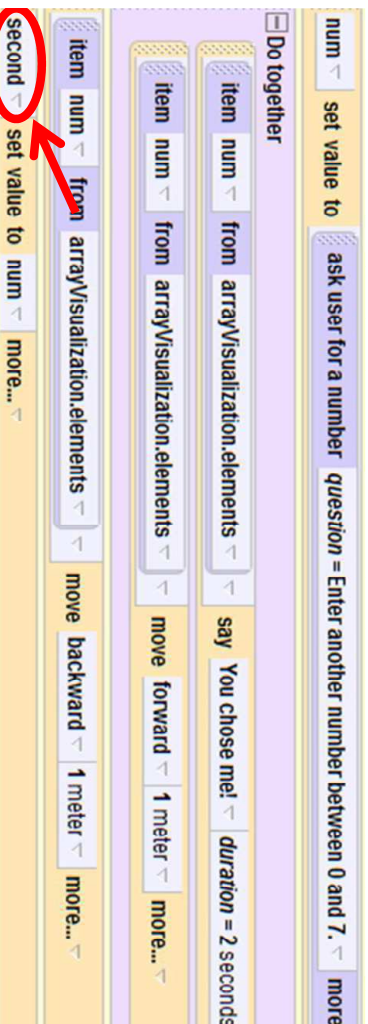 num set value to ask user for a number question = Enter another number between 0 and 7. more
Do together
item num from arrayVisualization.elements say You chose me! duration = 2 seconds
item num from arrayVisualization.elements move forward 1 meter more...
item num from arrayVisualization.elements move backward 1 meter more...
second set value to num more...